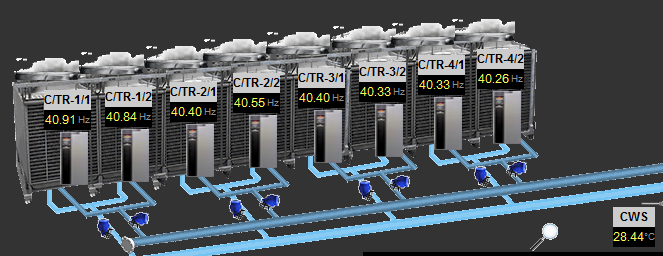 C/TR-1/1
40.91 Hz
C/TR-1/2
40.84 Hz
C/TR-2/1
40.40 Hz
C/TR-2/2
40.55 Hz
C/TR-3/1
40.40 Hz
C/TR-3/2
40.33 Hz
C/TR-4/1
40.33 Hz
C/TR-4/2
40.26 Hz
CWS
28.44°C